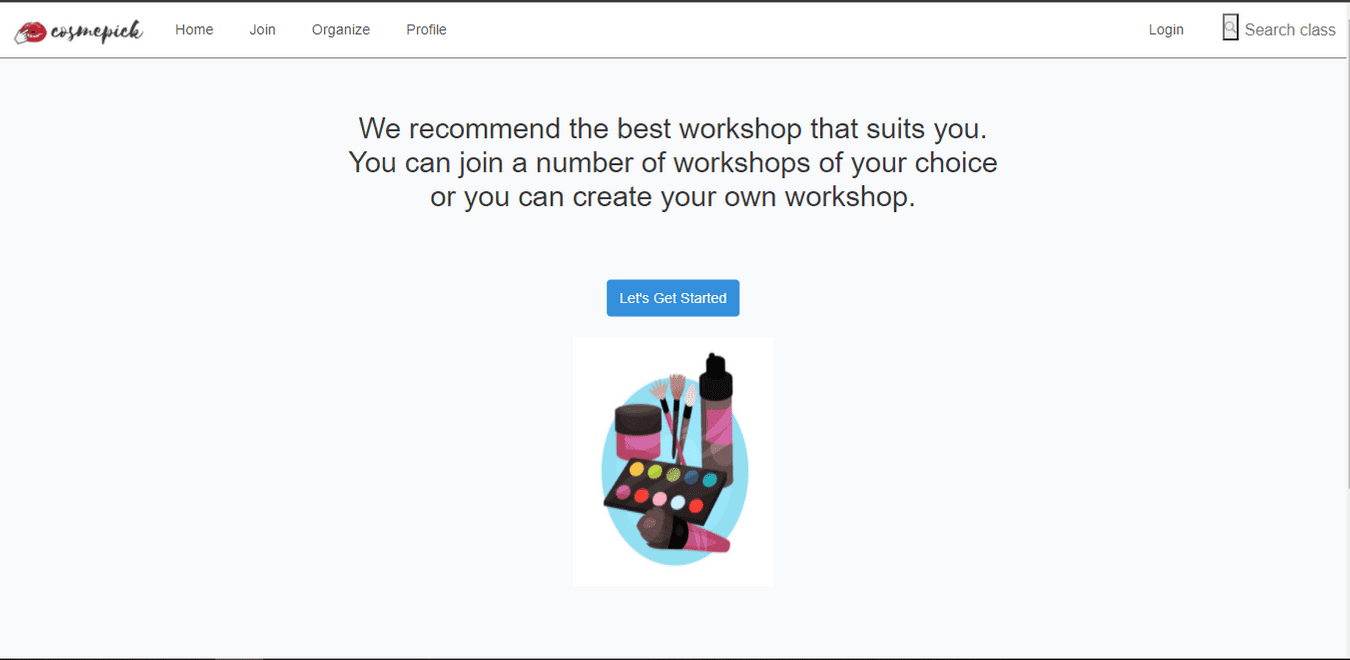 cosmepick
Home
Join
Organize
Profile
Login
Search class
We recommend the best workshop that suits you.
You can join a number of workshops of your choice
or you can create your own workshop.
Let's Get Started